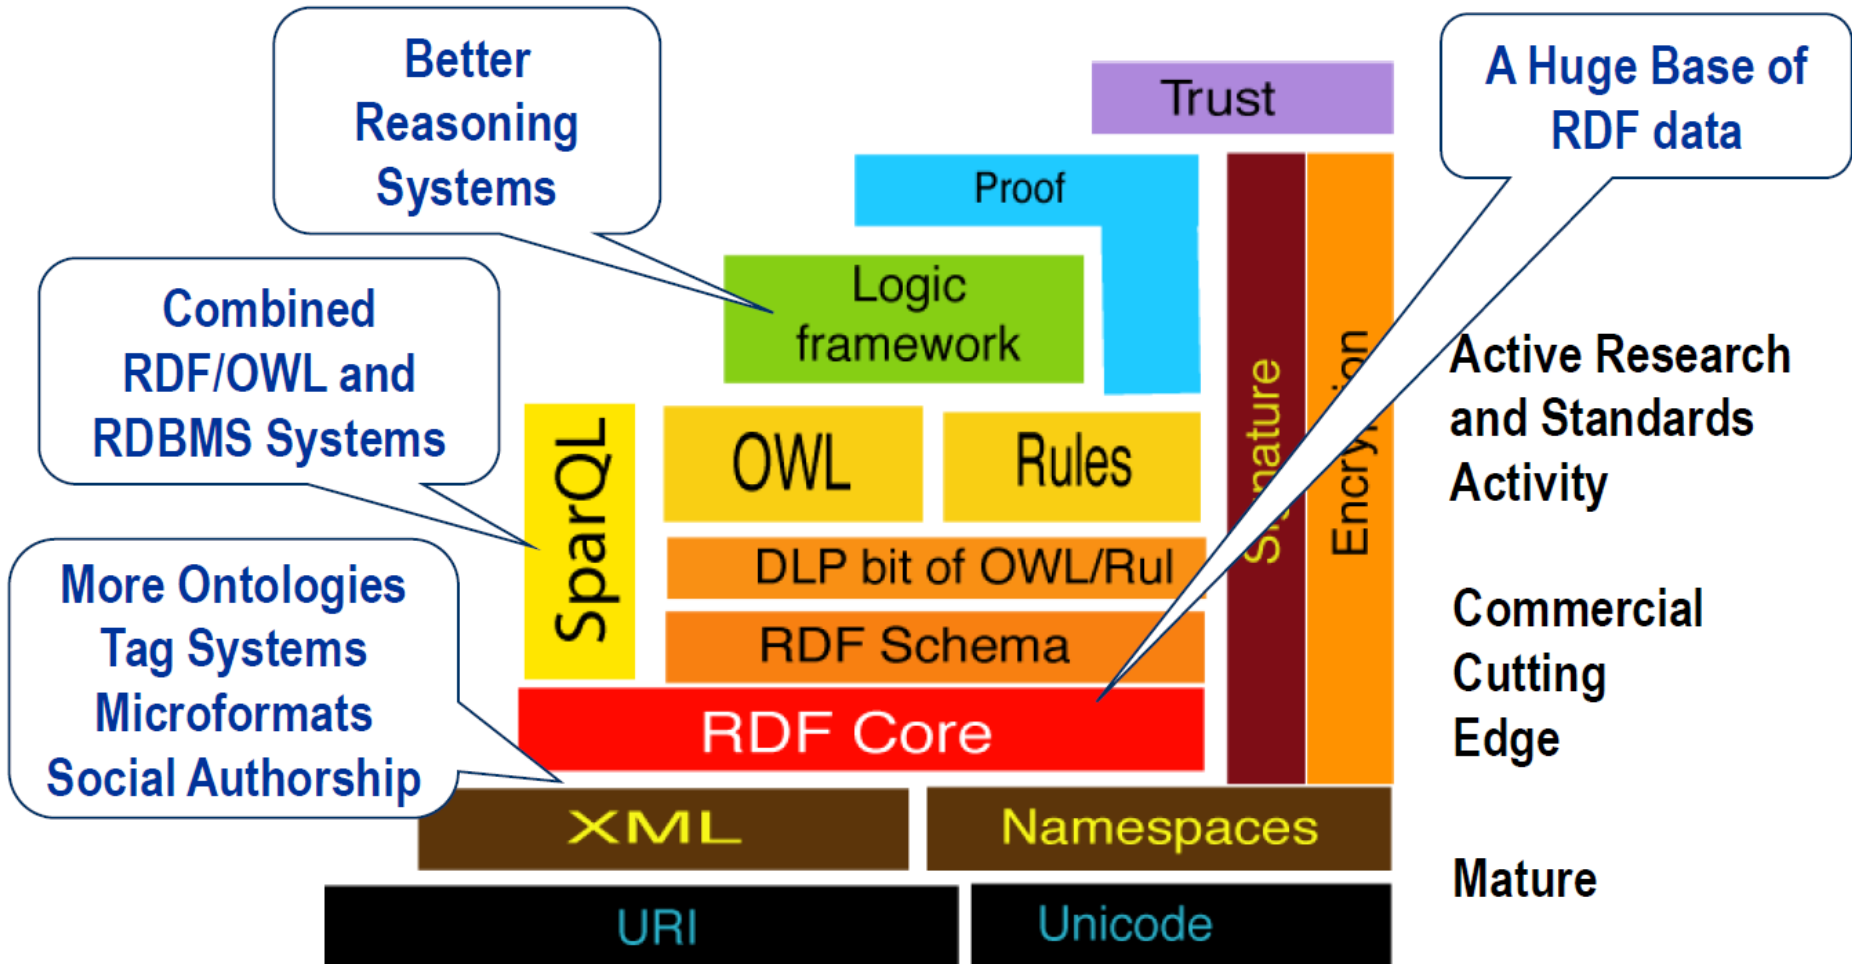 Better
Reasoning
Systems
A Huge Base of
RDF data
Trust
Proof
Combined
RDF/OWL and
RDBMS Systems
Logic
framework
Active Research
and Standards
Activity
SparQL
OWL
Rules
Signature
Encryption
More Ontologies
Tag Systems
Microformats
Social Authorship
DLP bit of OWL/Rul
RDF Schema
Commercial
Cutting
Edge
RDF Core
XML
Namespaces
Mature
URI
Unicode